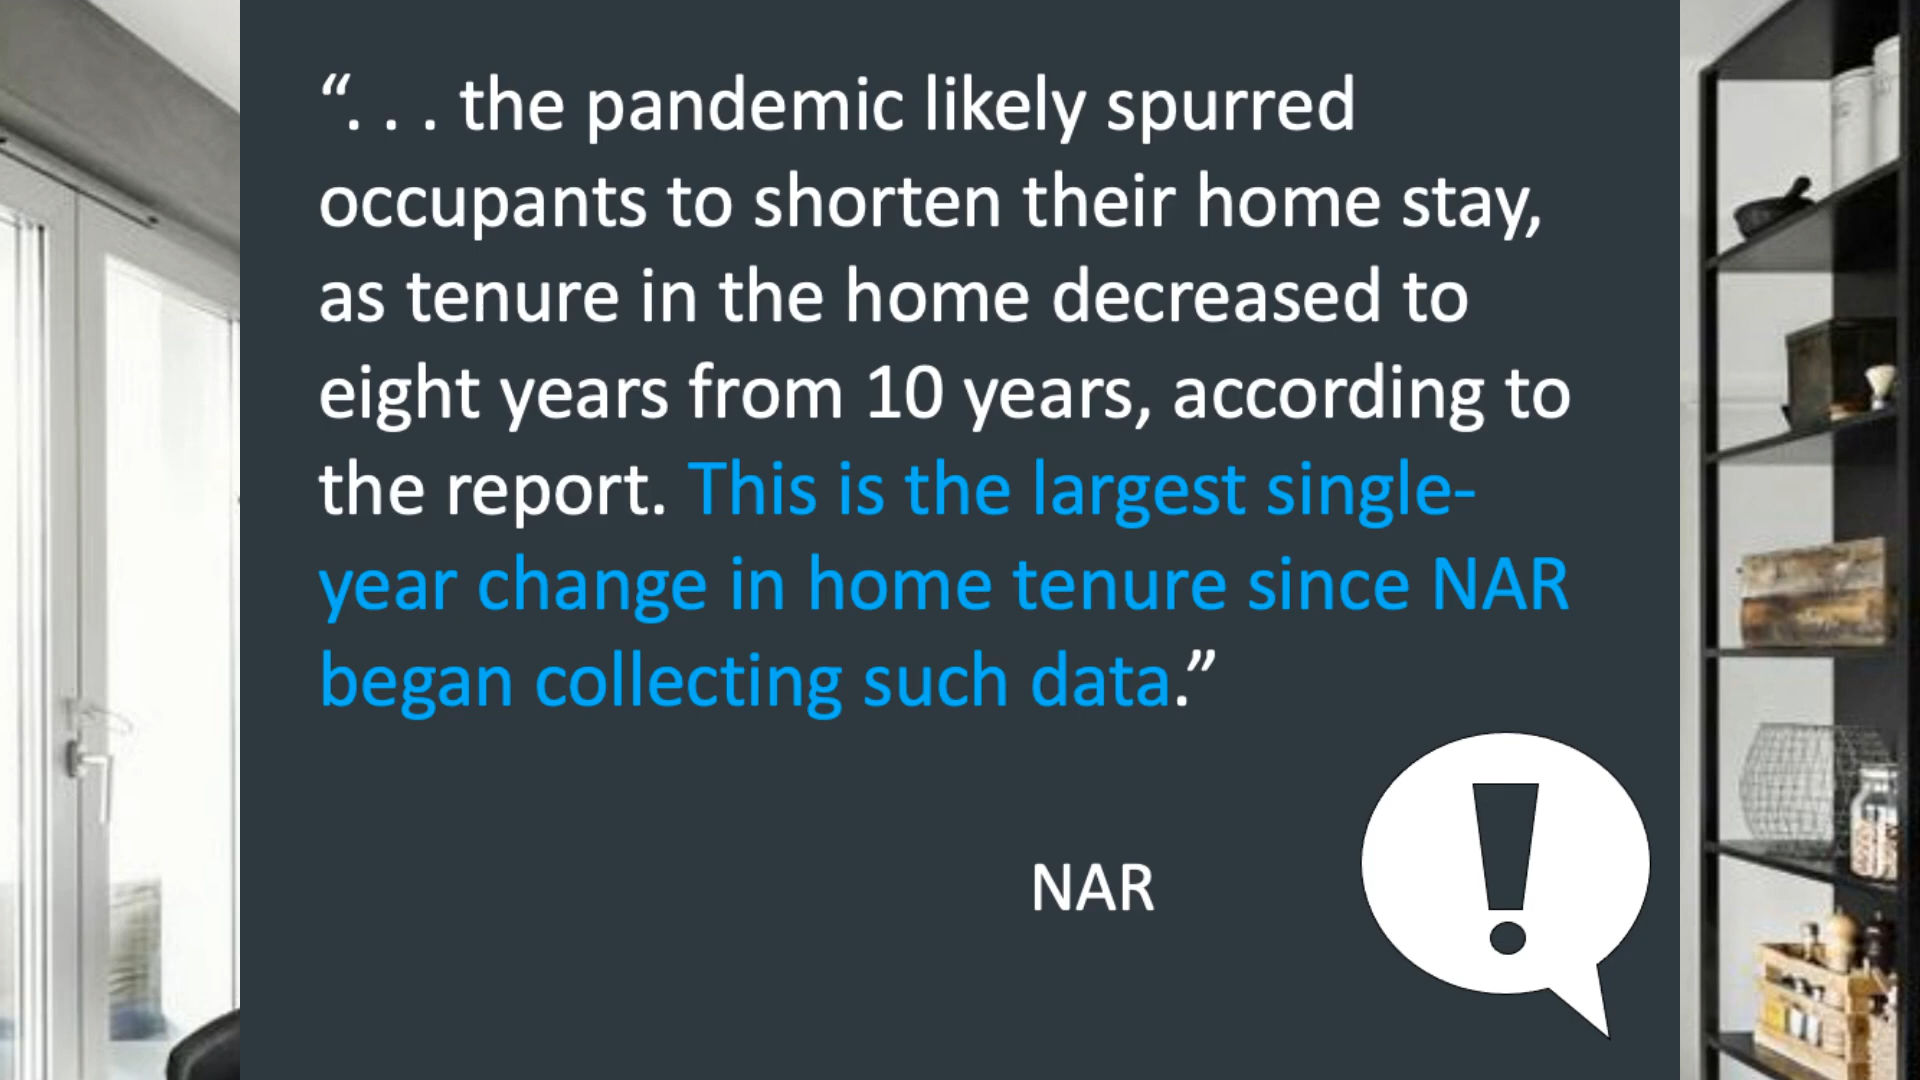 “. . . the pandemic likely spurred
occupants to shorten their home stay,
as tenure in the home decreased to
eight years from 10 years, according to
the report. This is the largest single-
year change in home tenure since NAR
began collecting such data.”
NAR
!